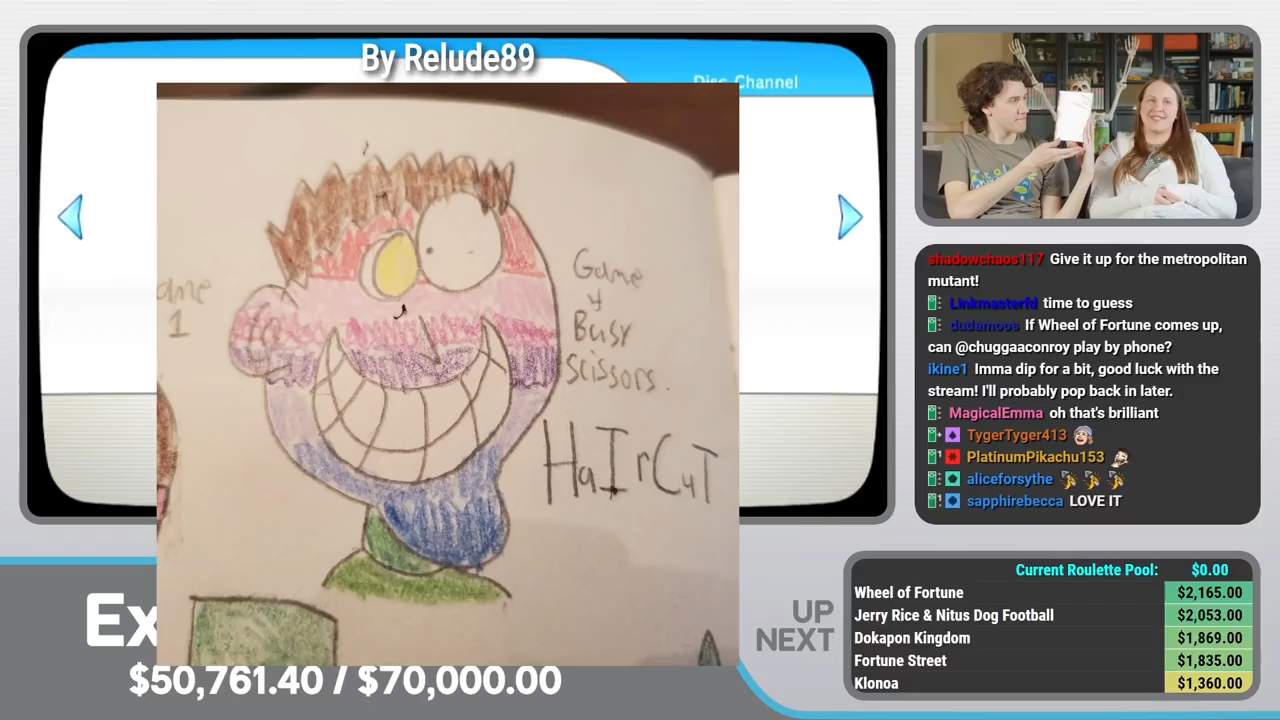 By Relude89
Disc Channel
ame
1
Game
4
Busy
Scissors.
HaIrCuT
Ex
$50,761.40 / $70,000.00
shadowchaos117 Give it up for the metropolitan
mutant!
Linkmasterfd time to guess
dudamoos If Wheel of Fortune comes up,
can @chuggaaconroy play by phone?
ikine1 Imma dip for a bit, good luck with the
stream! I'll probably pop back in later.
MagicalEmma oh that's brilliant
TygerTyger413
PlatinumPikachu153
aliceforsythe
sapphirebecca LOVE IT
UP
NEXT
Current Roulette Pool: $0.00
Wheel of Fortune $2,165.00
Jerry Rice & Nitus Dog Football $2,053.00
Dokapon Kingdom $1,869.00
Fortune Street $1,835.00
Klonoa $1,360.00